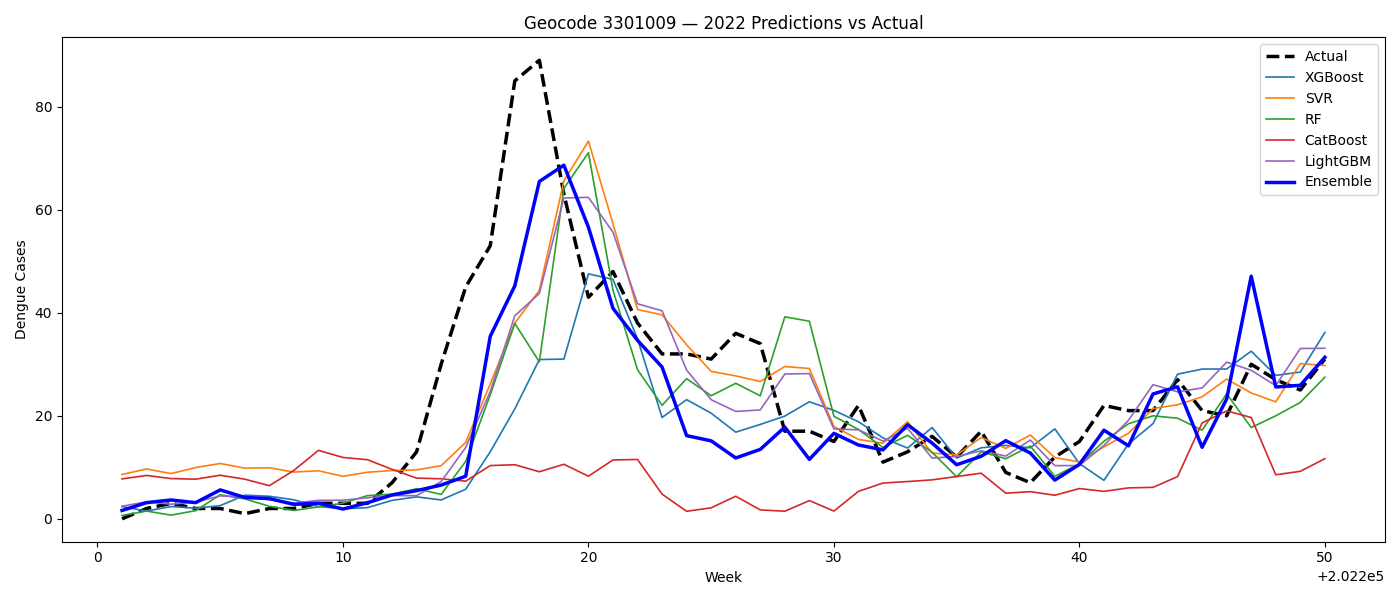 Geocode 3301009 — 2022 Predictions vs Actual
Dengue Cases
80
60
40
20
0
Actual
XGBoost
SVR
RF
CatBoost
LightGBM
Ensemble
0 10 20 30 40 50
Week
+2.022e5